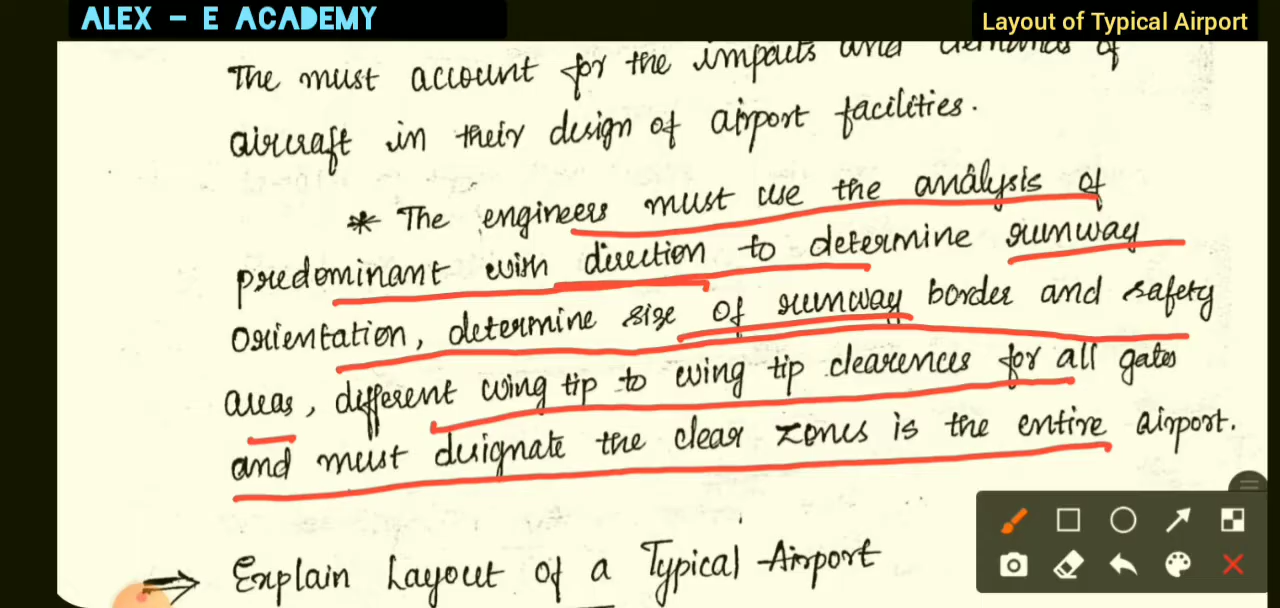 ALEX – E ACADEMY
Layout of Typical Airport
The must account for the impacts and demands of
aircraft in their design of airport facilities.
* The engineers must use the analysis of
predominant with direction to determine runway
orientation, determine size of runway border and safety
areas, different wing tip to wing tip clearences for all gates
and must designate the clear zones is the entire airport.
⇒ Explain Layout of a Typical Airport